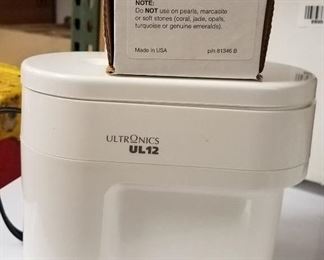 NOTE:
Do NOT use on pearls, marcasite
or soft stones (coral, jade, opals,
turquoise or genuine emeralds).
Made in USA p/n 81346 B
ULTRONICS
UL12